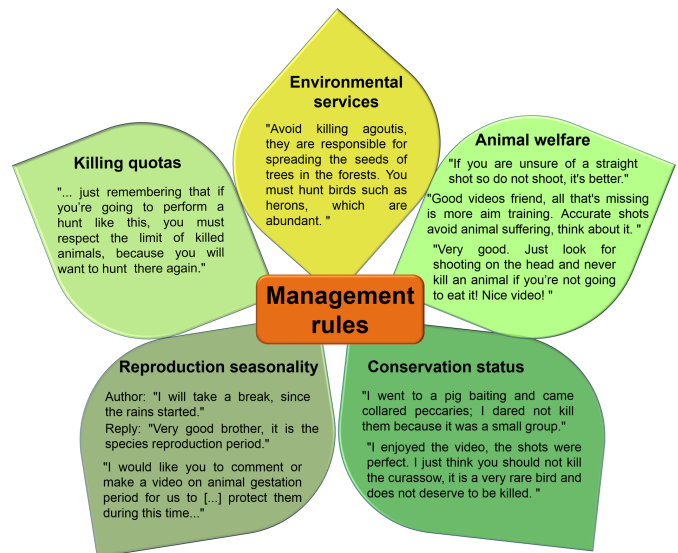 Environmental
services
"Avoid killing agoutis,
they are responsible for
spreading the seeds of
trees in the forests. You
must hunt birds such as
herons, which are
abundant. "
Killing quotas
"... just remembering that if
you're going to perform a
hunt like this, you must
respect the limit of killed
animals, because you will
want to hunt there again."
Animal welfare
"If you are unsure of a straight
shot so do not shoot, it's better."
"Good videos friend, all that's missing
is more aim training. Accurate shots
avoid animal suffering, think about it. "
"Very good. Just look for
shooting on the head and never
kill an animal if you're not going
to eat it! Nice video! "
Management
rules
Reproduction seasonality
Author: "I will take a break, since
the rains started."
Reply: "Very good brother, it is the
species reproduction period."
"I would like you to comment or
make a video on animal gestation
period for us to [...] protect them
during this time..."
Conservation status
"I went to a pig baiting and came
collared peccaries; I dared not kill
them because it was a small group."
"I enjoyed the video, the shots were
perfect. I just think you should not kill
the curassow, it is a very rare bird and
does not deserve to be killed. "